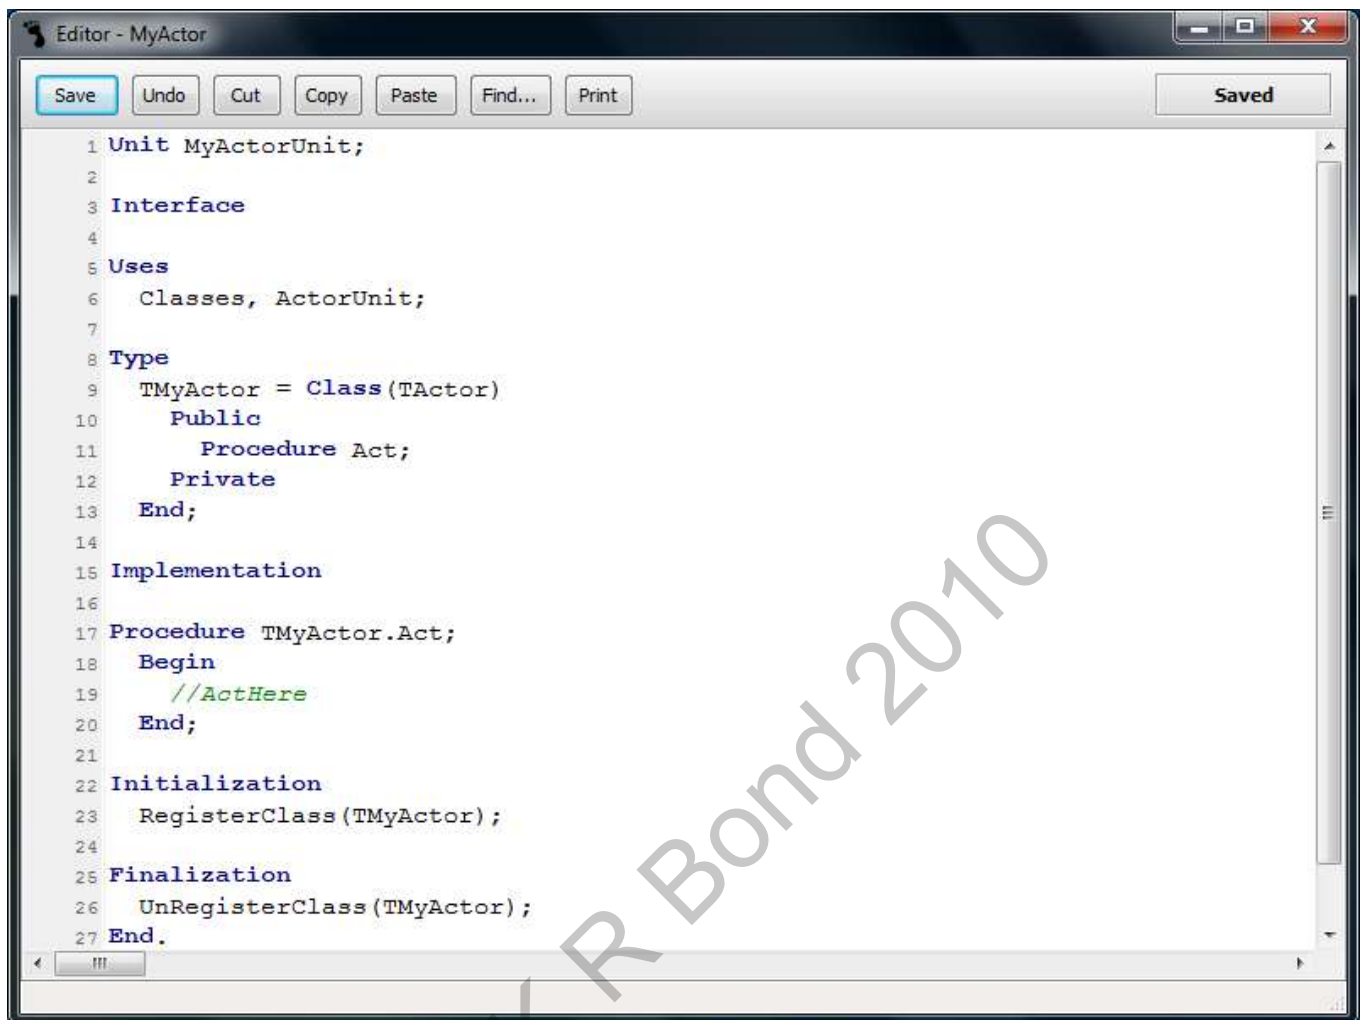 Editor - MyActor
Save Undo Cut Copy Paste Find... Print Saved
1 Unit MyActorUnit;
2
3 Interface
4
5 Uses
6 Classes, ActorUnit;
7
8 Type
9 TMyActor = Class(TActor)
10 Public
11 Procedure Act;
12 Private
13 End;
14
15 Implementation
16
17 Procedure TMyActor.Act;
18 Begin
19 //ActHere
20 End;
21
22 Initialization
23 RegisterClass(TMyActor);
24
25 Finalization
26 UnRegisterClass(TMyActor);
27 End.
X R Bond 2010